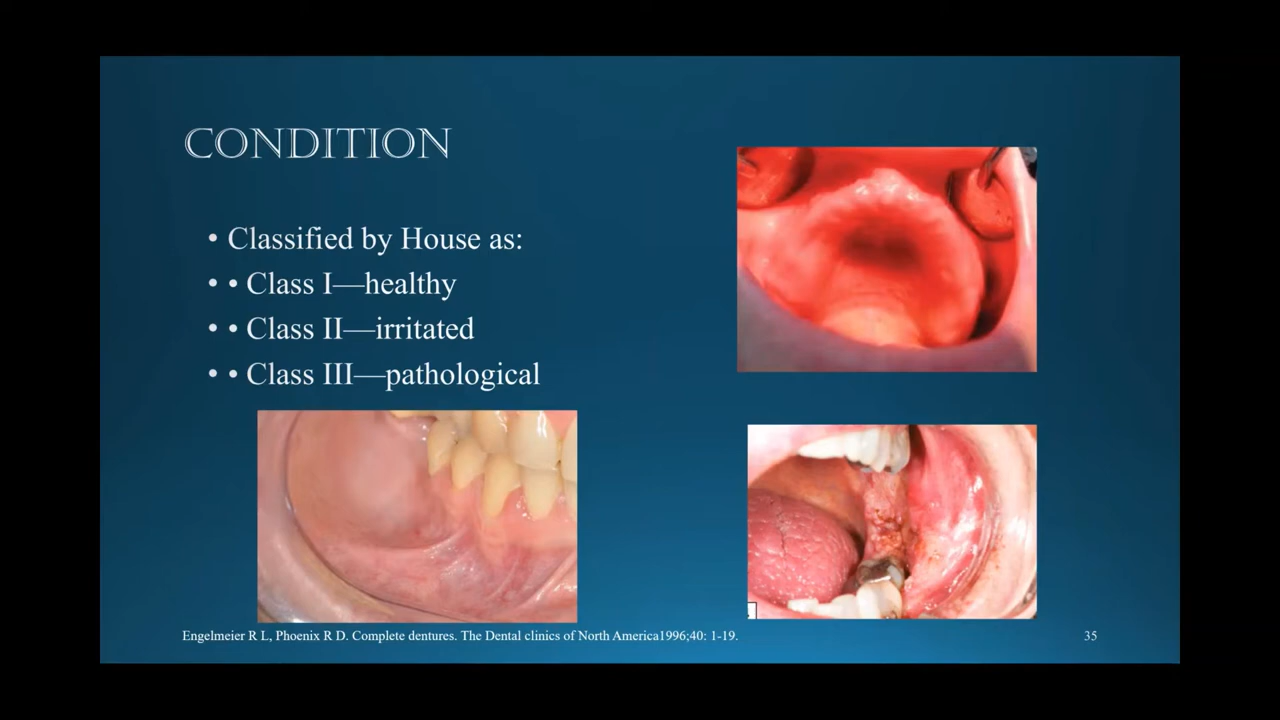 CONDITION
• Classified by House as:
• • Class I—healthy
• • Class II—irritated
• • Class III—pathological
Engelmeier R L, Phoenix R D. Complete dentures. The Dental clinics of North America1996;40: 1-19.
35